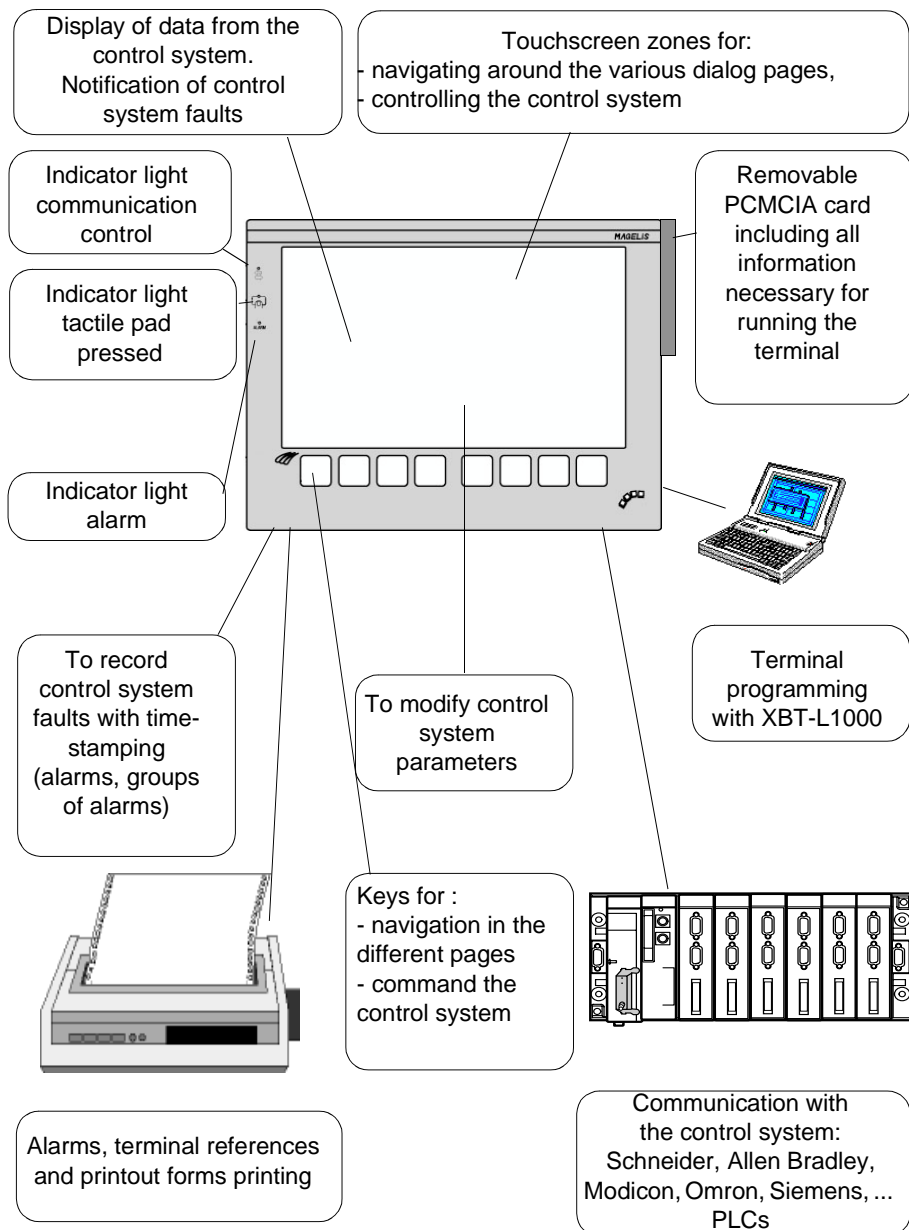 Display of data from the
control system.
Notification of control
system faults
Touchscreen zones for:
- navigating around the various dialog pages,
- controlling the control system
Indicator light
communication
control
Removable
PCMCIA card
including all
information
necessary for
running the
terminal
MAGELIS
Indicator light
tactile pad
pressed
ALARM
Indicator light
alarm
To record
control system
faults with time-
stamping
(alarms, groups
of alarms)
To modify control
system
parameters
Terminal
programming
with XBT-L1000
Keys for :
- navigation in the
different pages
- command the
control system
Alarms, terminal references
and printout forms printing
Communication with
the control system:
Schneider, Allen Bradley,
Modicon, Omron, Siemens, ...
PLCs